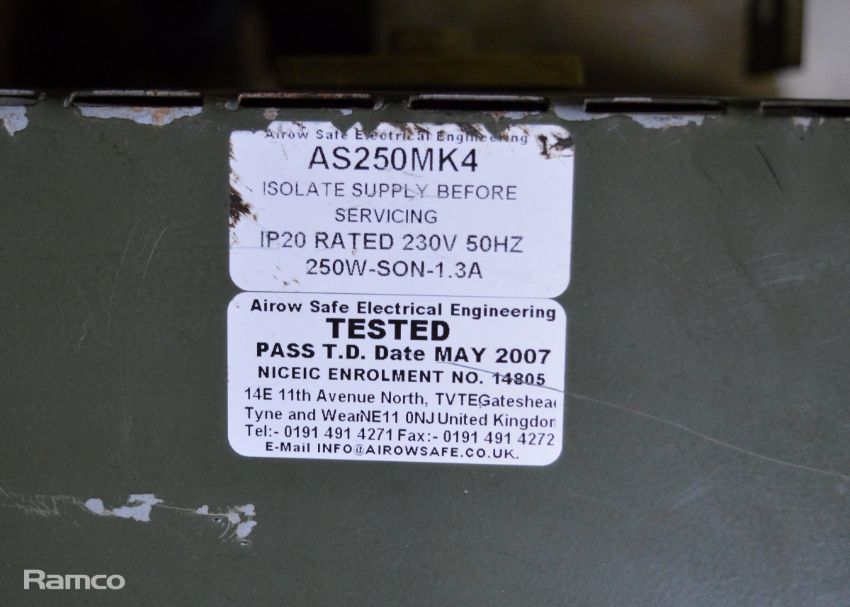 Airow Safe Electrical Engineering
AS250MK4
ISOLATE SUPPLY BEFORE
SERVICING
IP20 RATED 230V 50HZ
250W-SON-1.3A
Airow Safe Electrical Engineering
TESTED
PASS T.D. Date MAY 2007
NICEIC ENROLMENT NO. 14805
14E 11th Avenue North, TVTEGateshea
Tyne and WearNE11 0NJUnited Kingdor
Tel:- 0191 491 4271 Fax:- 0191 491 4272
E-Mail INFO@AIROWSAFE.CO.UK.
Ramco